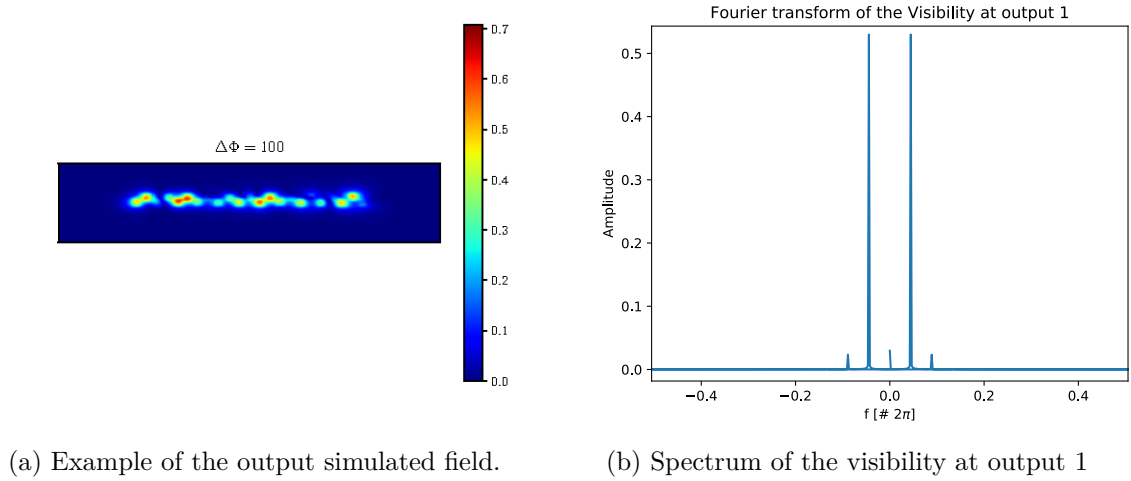 ΔΦ = 100
0.7
0.6
0.5
0.4
0.3
0.2
0.1
0.0
(a) Example of the output simulated field.
Fourier transform of the Visibility at output 1
Amplitude
0.5
0.4
0.3
0.2
0.1
0.0
−0.4 −0.2 0.0 0.2 0.4
f [# 2π]
(b) Spectrum of the visibility at output 1